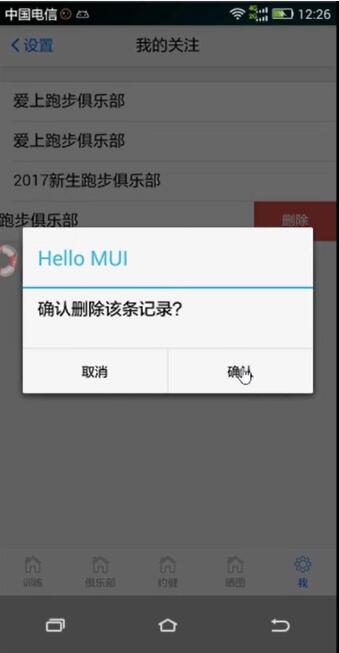 中国电信 4G 2G 12:26
设置 我的关注
爱上跑步俱乐部
爱上跑步俱乐部
2017新生跑步俱乐部
跑步俱乐部 删除
Hello MUI
确认删除该条记录?
取消 确认
训练 俱乐部 约健 晒图 我